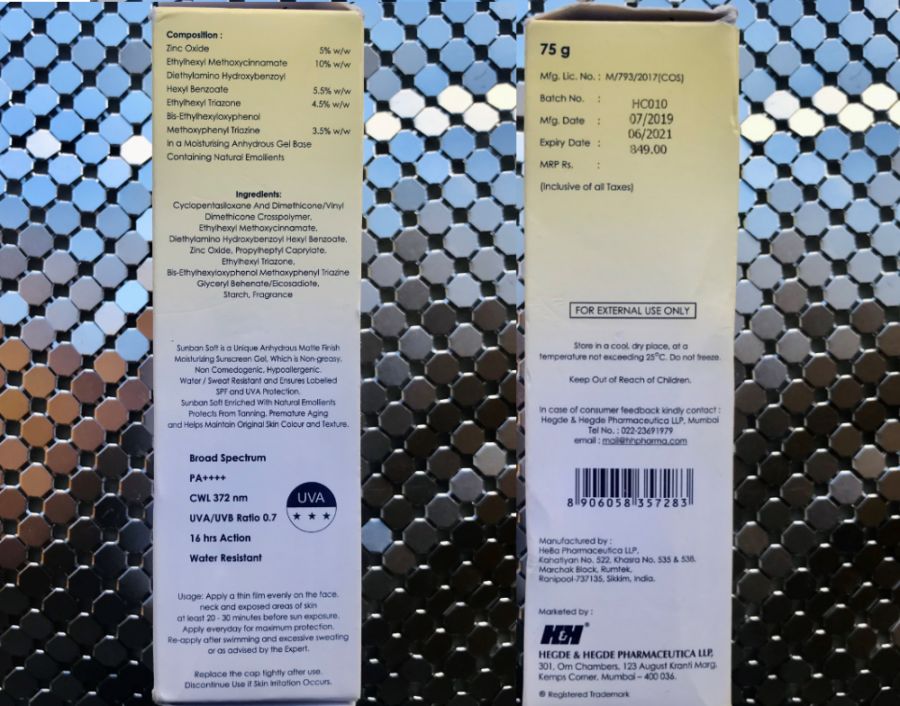 Composition :
Zinc Oxide 5% w/w
Ethylhexyl Methoxycinnamate 10% w/w
Diethylamino Hydroxybenzoyl
Hexyl Benzoate 5.5% w/w
Ethylhexyl Triazone 4.5% w/w
Bis-Ethylhexyloxyphenol
Methoxyphenyl Triazine 3.5% w/w
In a Moisturising Anhydrous Gel Base
Containing Natural Emollients
Ingredients:
Cyclopentasiloxane And Dimethicone/Vinyl
Dimethicone Crosspolymer,
Ethylhexyl Methoxycinnamate,
Diethylamino Hydroxybenzoyl Hexyl Benzoate,
Zinc Oxide, Propylheptyl Caprylate,
Ethylhexyl Triazone,
Bis-Ethylhexyloxphenol Methoxyphenyl Triazine
Glyceryl Behenate/Eicosadiote,
Starch, Fragrance
Sunban Soft is a Unique Anhydrous Matte Finish
Moisturizing Sunscreen Gel, Which is Non-greasy,
Non Comedogenic, Hypoallergenic.
Water / Sweat Resistant and Ensures Labelled
SPF and UVA Protection.
Sunban Soft Enriched With Natural Emollients
Protects From Tanning, Premature Aging
and Helps Maintain Original Skin Colour and Texture.
Broad Spectrum
PA++++
CWL 372 nm
UVA/UVB Ratio 0.7
16 hrs Action
Water Resistant
UVA
★ ★ ★
Usage: Apply a thin film evenly on the face,
neck and exposed areas of skin
at least 20 - 30 minutes before sun exposure.
Apply everyday for maximum protection.
Re-apply after swimming and excessive sweating
or as advised by the Expert.
Replace the cap tightly after use.
Discontinue Use if Skin Irritation Occurs.
75 g
Mfg. Lic. No. : M/793/2017(COS)
Batch No. : HC010
Mfg. Date : 07/2019
Expiry Date : 06/2021
MRP Rs. : 849.00
(Inclusive of all Taxes)
FOR EXTERNAL USE ONLY
Store in a cool, dry place, at a
temperature not exceeding 25°C. Do not freeze.
Keep Out of Reach of Children.
In case of consumer feedback kindly contact :
Hegde & Hegde Pharmaceutica LLP, Mumbai
Tel No. : 022-23691979
email : mail@hhpharma.com
8 906058 357283
Manufactured by :
HeBa Pharmaceutica LLP,
Kahatiyan No. 522, Khasra No. 535 & 536,
Marchak Block, Rumtek,
Ranipool-737135, Sikkim, India.
Marketed by :
H&H®
HEGDE & HEGDE PHARMACEUTICA LLP,
301, Om Chambers, 123 August Kranti Marg,
Kemps Corner, Mumbai – 400 036.
® Registered Trademark